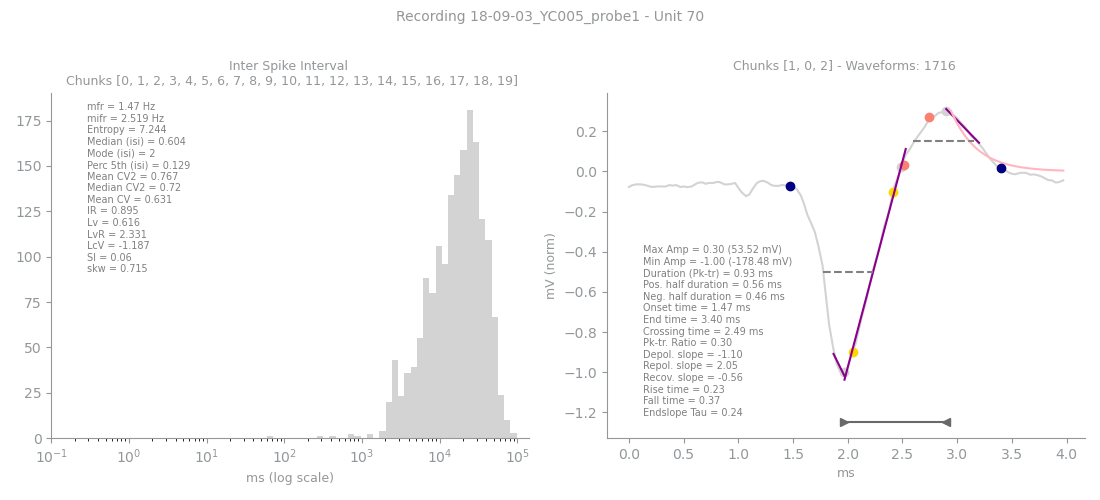 Recording 18-09-03_YC005_probe1 - Unit 70
Inter Spike Interval
Chunks [0, 1, 2, 3, 4, 5, 6, 7, 8, 9, 10, 11, 12, 13, 14, 15, 16, 17, 18, 19]
mfr = 1.47 Hz
mifr = 2.519 Hz
Entropy = 7.244
Median (isi) = 0.604
Mode (isi) = 2
Perc 5th (isi) = 0.129
Mean CV2 = 0.767
Median CV2 = 0.72
Mean CV = 0.631
IR = 0.895
Lv = 0.616
LvR = 2.331
LcV = -1.187
SI = 0.06
skw = 0.715
175
150
125
100
75
50
25
0
10⁻¹ 10⁰ 10¹ 10² 10³ 10⁴ 10⁵
ms (log scale)
Chunks [1, 0, 2] - Waveforms: 1716
mV (norm)
0.2
0.0
−0.2
−0.4
−0.6
−0.8
−1.0
−1.2
Max Amp = 0.30 (53.52 mV)
Min Amp = -1.00 (-178.48 mV)
Duration (Pk-tr) = 0.93 ms
Pos. half duration = 0.56 ms
Neg. half duration = 0.46 ms
Onset time = 1.47 ms
End time = 3.40 ms
Crossing time = 2.49 ms
Pk-tr. Ratio = 0.30
Depol. slope = -1.10
Repol. slope = 2.05
Recov. slope = -0.56
Rise time = 0.23
Fall time = 0.37
Endslope Tau = 0.24
0.0 0.5 1.0 1.5 2.0 2.5 3.0 3.5 4.0
ms